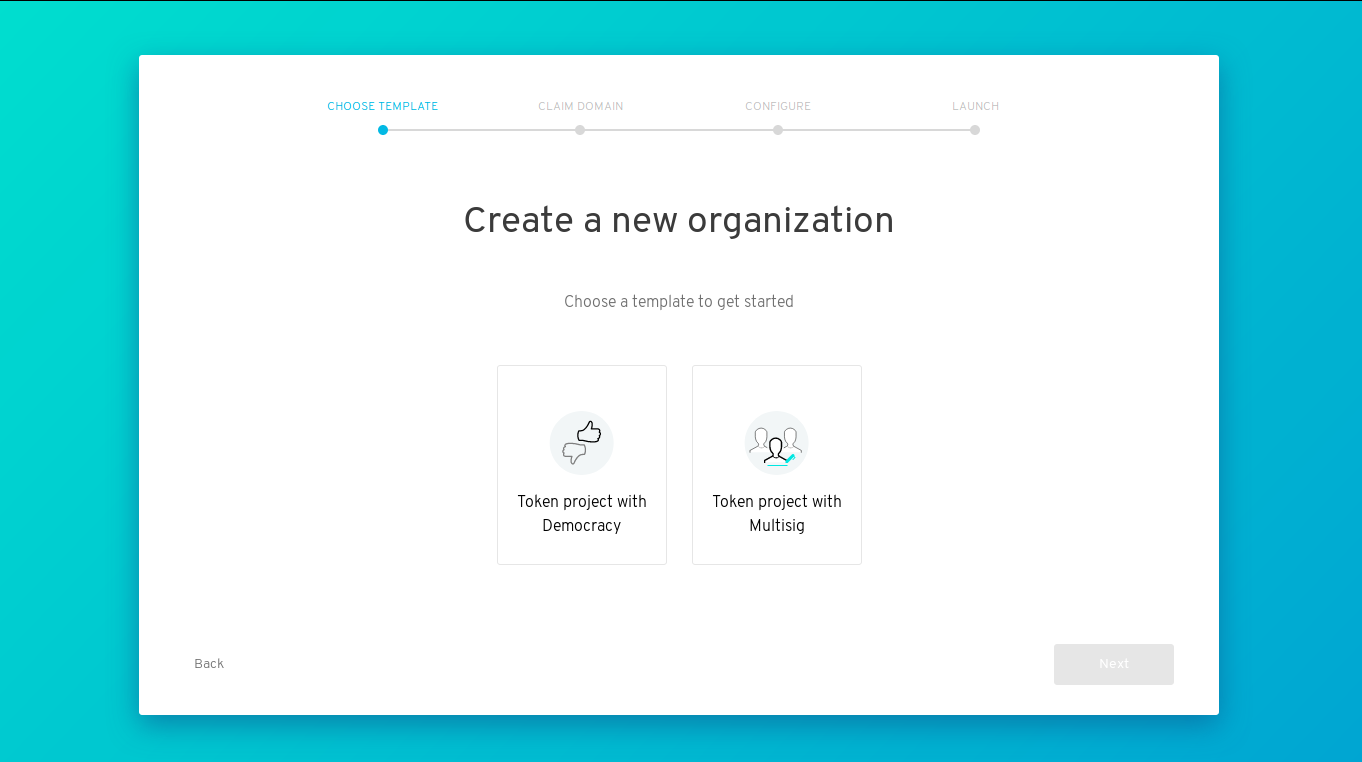 CHOOSE TEMPLATE
CLAIM DOMAIN
CONFIGURE
LAUNCH
Create a new organization
Choose a template to get started
Token project with
Democracy
Token project with
Multisig
Back
Next